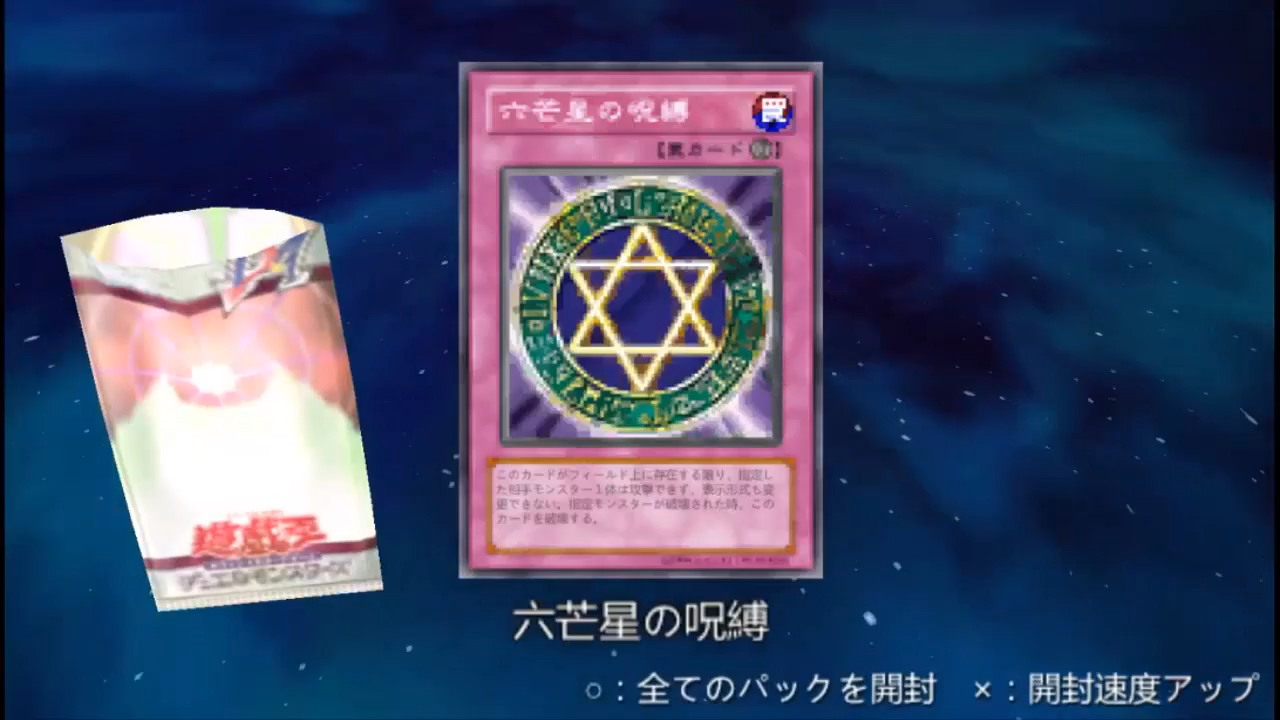 六芒星の呪縛
罠
【罠カード
このカードがフィールド上に存在する限り、指定し
た相手モンスター１体は攻撃できず、表示形式も変
更できない。指定モンスターが破壊された時、この
カードを破壊する。
遊戯王
デュエルモンスターズ
六芒星の呪縛
○：全てのパックを開封　×：開封速度アップ